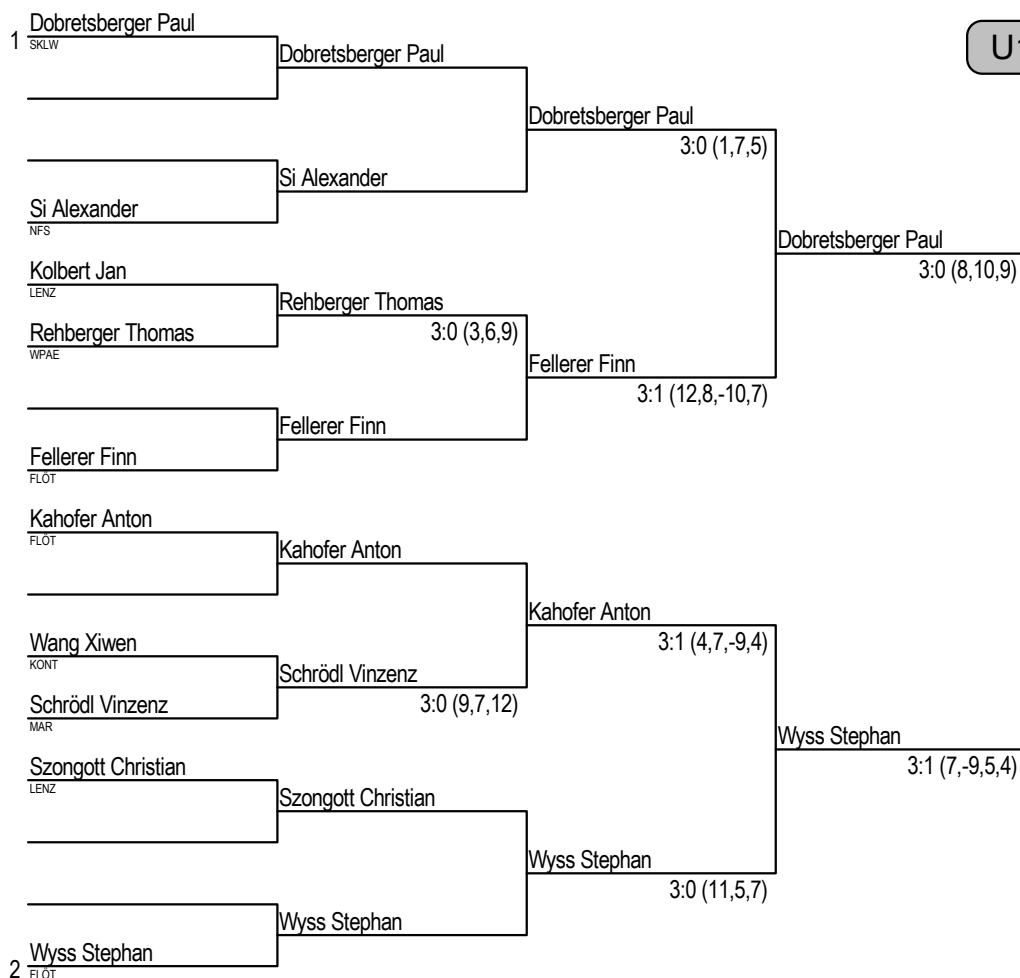 Dobretsberger Paul
1
SKLW
Dobretsberger Paul
Dobretsberger Paul
3:0 (1,7,5)
Si Alexander
Si Alexander
NFS
Dobretsberger Paul
3:0 (8,10,9)
Kolbert Jan
LENZ
Rehberger Thomas
3:0 (3,6,9)
Rehberger Thomas
WPAE
Fellerer Finn
3:1 (12,8,-10,7)
Fellerer Finn
Fellerer Finn
FLÖT
Kahofer Anton
FLÖT
Kahofer Anton
Kahofer Anton
3:1 (4,7,-9,4)
Wang Xiwen
KONT
Schrödl Vinzenz
3:0 (9,7,12)
Schrödl Vinzenz
MAR
Wyss Stephan
3:1 (7,-9,5,4)
Szongott Christian
LENZ
Szongott Christian
Wyss Stephan
3:0 (11,5,7)
Wyss Stephan
Wyss Stephan
2
FLÖT